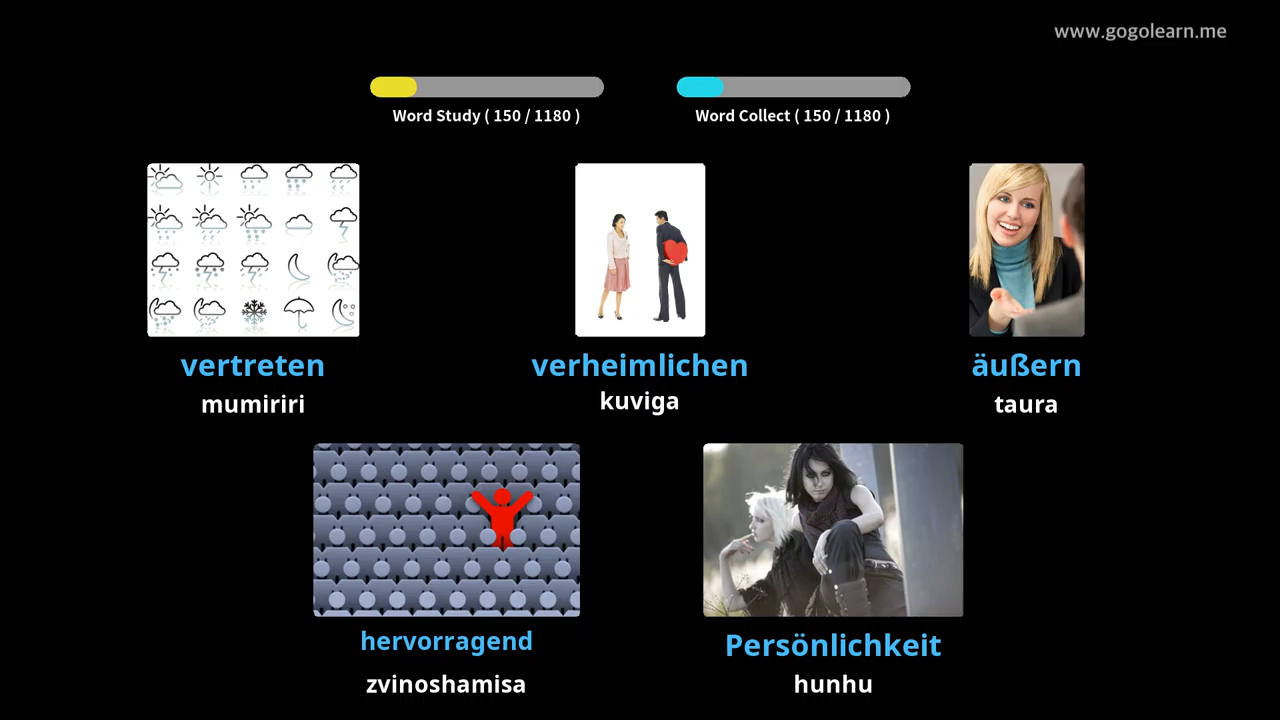 www.gogolearn.me
Word Study ( 150 / 1180 )
Word Collect ( 150 / 1180 )
vertreten
mumiriri
verheimlichen
kuviga
äußern
taura
hervorragend
zvinoshamisa
Persönlichkeit
hunhu